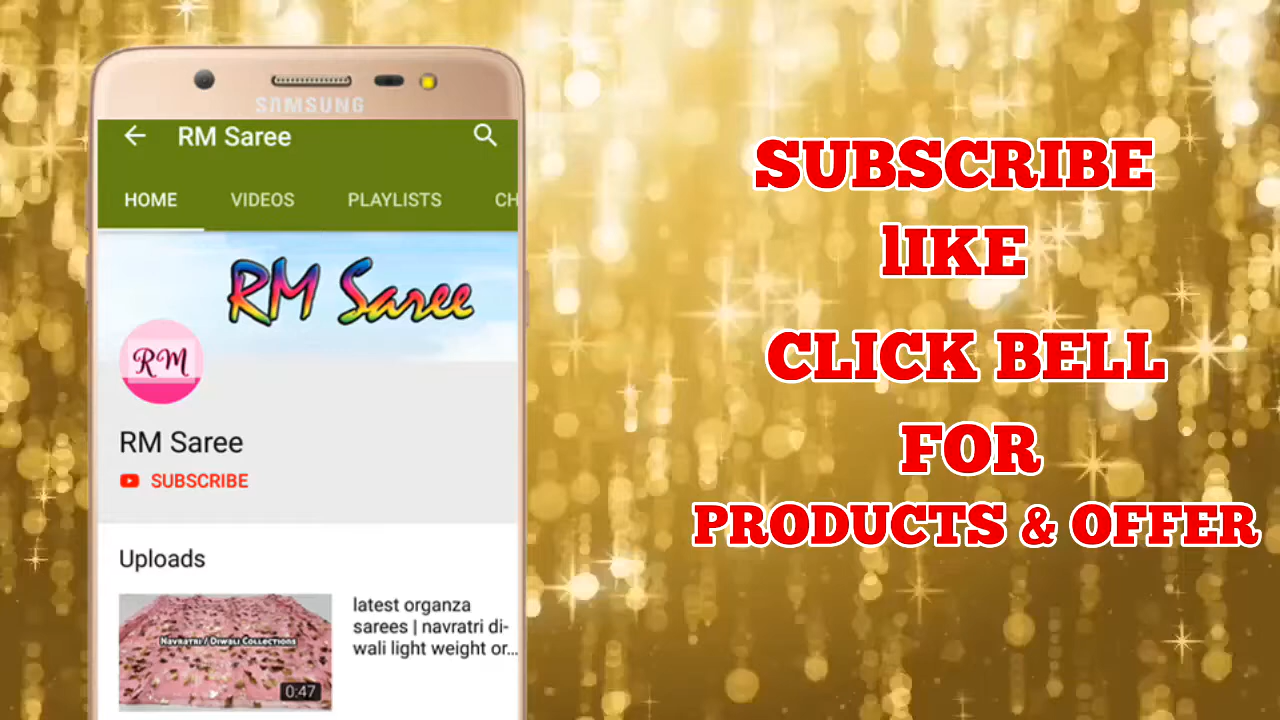 SAMSUNG
RM Saree
HOME VIDEOS PLAYLISTS CH
RM Saree
RM
RM Saree
SUBSCRIBE
Uploads
latest organza
sarees | navratri di-
wali light weight or...
Navratri / Diwali Collections
0:47
SUBSCRIBE
lIKE
CLICK BELL
FOR
PRODUCTS & OFFER